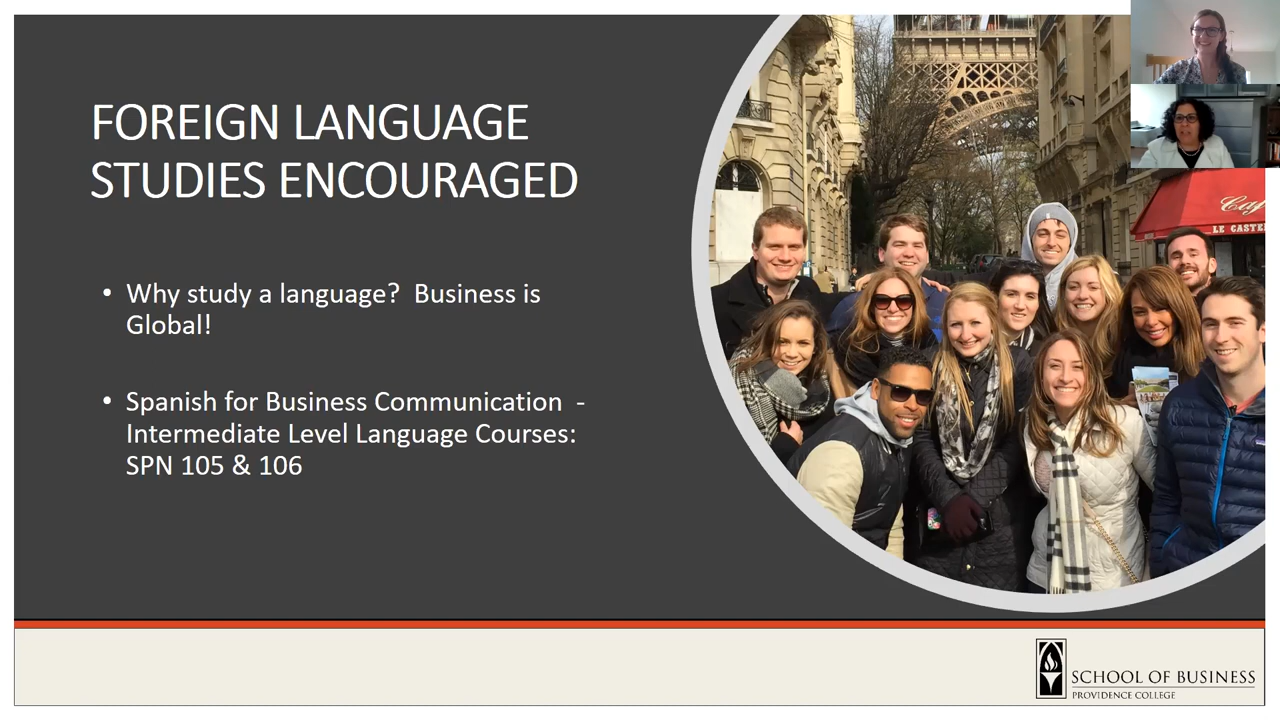 FOREIGN LANGUAGE
STUDIES ENCOURAGED
• Why study a language?  Business is
Global!
• Spanish for Business Communication  -
Intermediate Level Language Courses:
SPN 105 & 106
LE CASTE
SCHOOL OF BUSINESS
PROVIDENCE COLLEGE